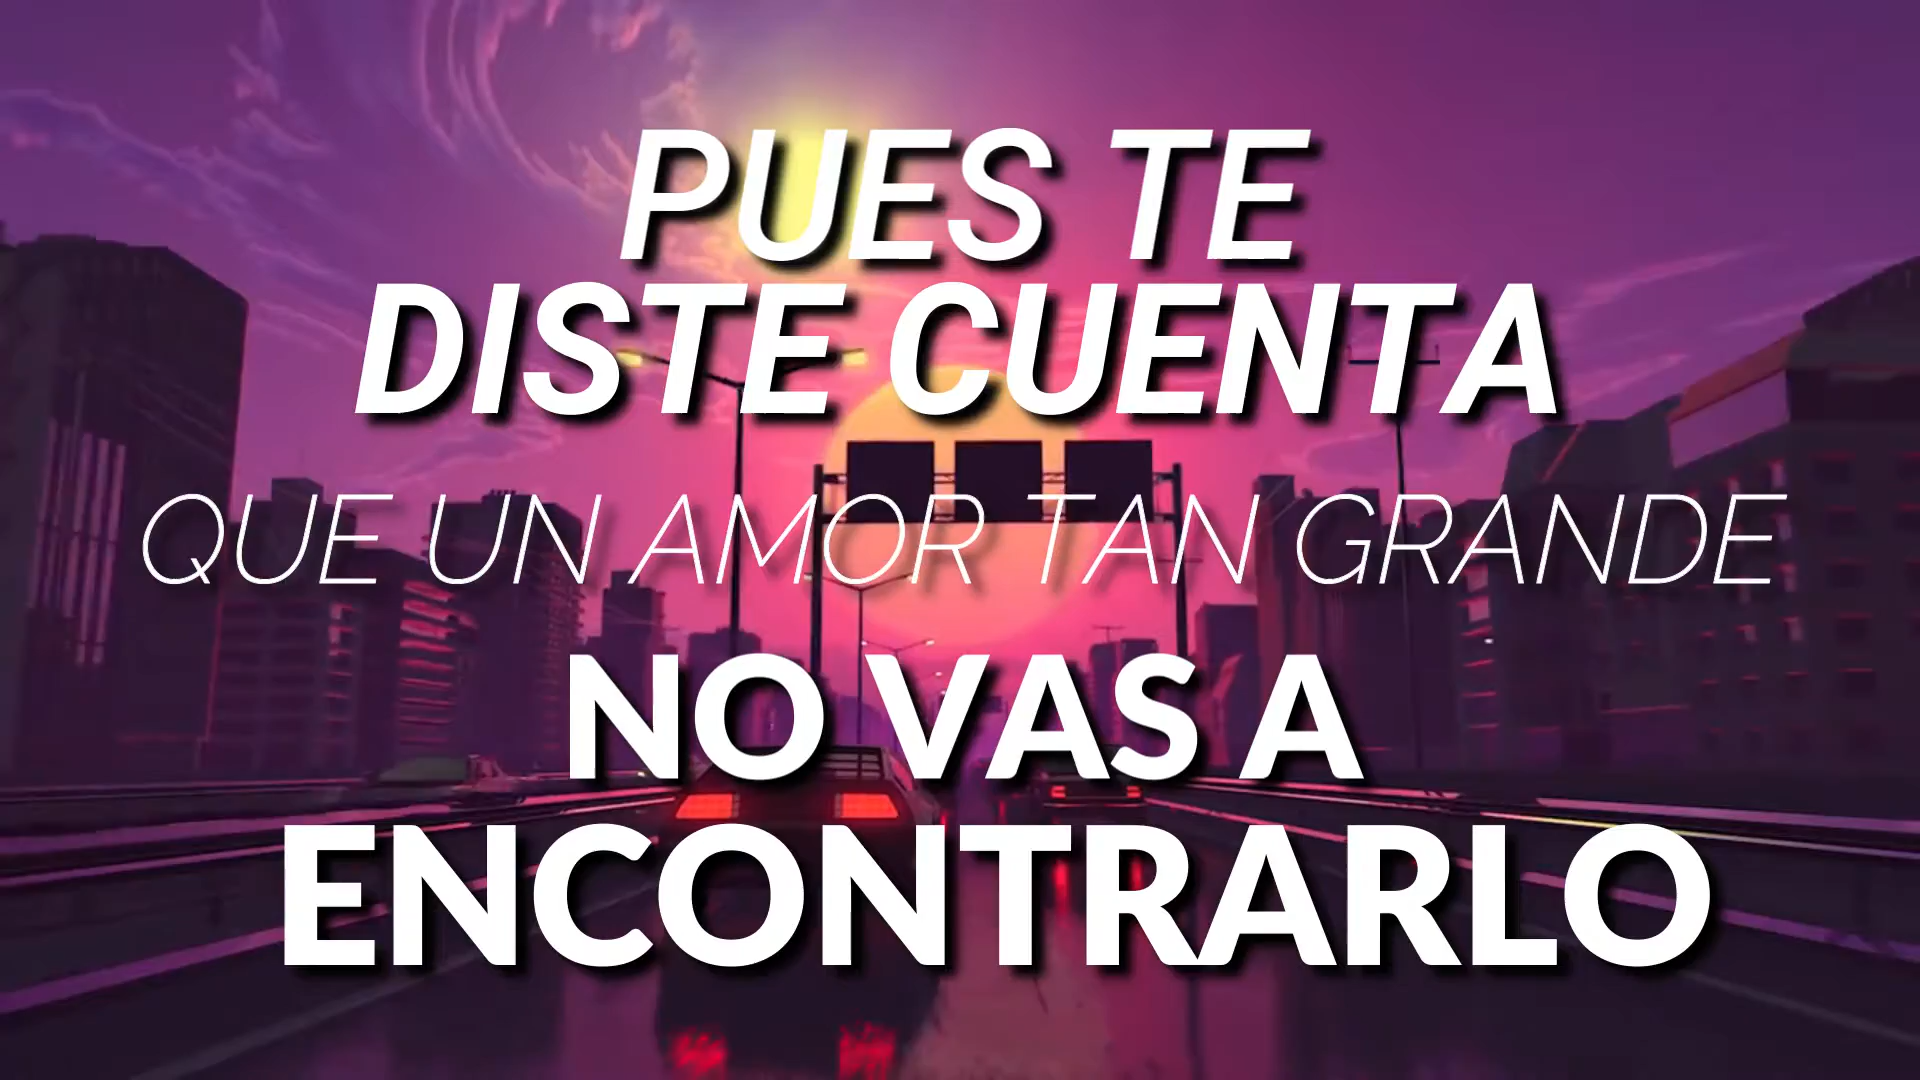 PUES TE
DISTE CUENTA
QUE UN AMOR TAN GRANDE
NO VAS A
ENCONTRARLO